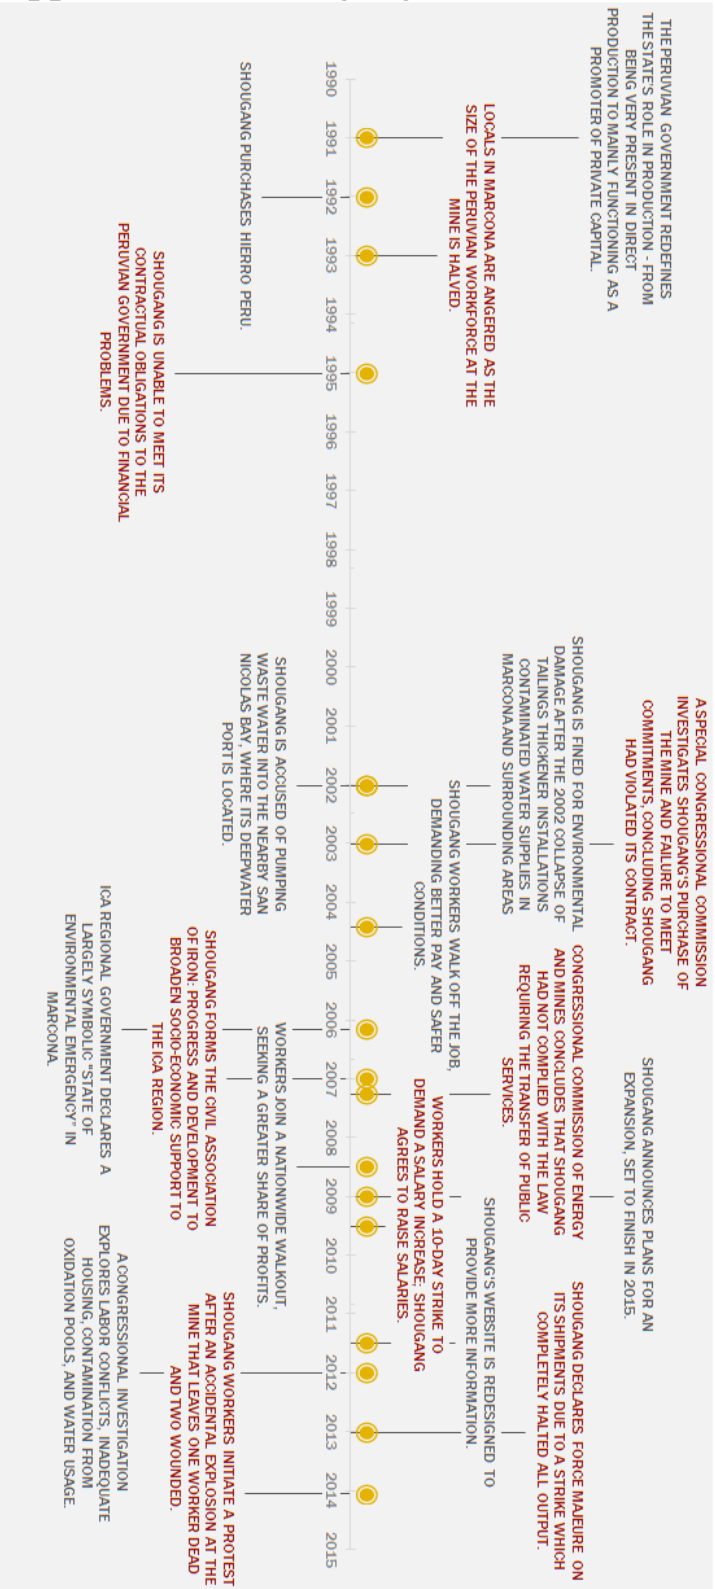 THE PERUVIAN GOVERNMENT REDEFINES
THE STATE'S ROLE IN PRODUCTION - FROM
BEING VERY PRESENT IN DIRECT
PRODUCTION TO MAINLY FUNCTIONING AS A
PROMOTER OF PRIVATE CAPITAL.
LOCALS IN MARCONA ARE ANGERED AS THE
SIZE OF THE PERUVIAN WORKFORCE AT THE
MINE IS HALVED.
A SPECIAL CONGRESSIONAL COMMISSION
INVESTIGATES SHOUGANG'S PURCHASE OF
THE MINE AND FAILURE TO MEET
COMMITMENTS, CONCLUDING SHOUGANG
HAD VIOLATED ITS CONTRACT.
SHOUGANG IS FINED FOR ENVIRONMENTAL
DAMAGE AFTER THE 2002 COLLAPSE OF
TAILINGS THICKENER INSTALLATIONS
CONTAMINATED WATER SUPPLIES IN
MARCONA AND SURROUNDING AREAS
SHOUGANG WORKERS WALK OFF THE JOB,
DEMANDING BETTER PAY AND SAFER
CONDITIONS.
CONGRESSIONAL COMMISSION OF ENERGY
AND MINES CONCLUDES THAT SHOUGANG
HAD NOT COMPLIED WITH THE LAW
REQUIRING THE TRANSFER OF PUBLIC
SERVICES.
SHOUGANG ANNOUNCES PLANS FOR AN
EXPANSION, SET TO FINISH IN 2015.
WORKERS HOLD A 10-DAY STRIKE TO
DEMAND A SALARY INCREASE; SHOUGANG
AGREES TO RAISE SALARIES.
SHOUGANG'S WEBSITE IS REDESIGNED TO
PROVIDE MORE INFORMATION.
SHOUGANG DECLARES FORCE MAJEURE ON
ITS SHIPMENTS DUE TO A STRIKE WHICH
COMPLETELY HALTED ALL OUTPUT.
1990 1991 1992 1993 1994 1995 1996 1997 1998 1999 2000 2001 2002 2003 2004 2005 2006 2007 2008 2009 2010 2011 2012 2013 2014 2015
SHOUGANG PURCHASES HIERRO PERU.
SHOUGANG IS UNABLE TO MEET ITS
CONTRACTUAL OBLIGATIONS TO THE
PERUVIAN GOVERNMENT DUE TO FINANCIAL
PROBLEMS.
SHOUGANG IS ACCUSED OF PUMPING
WASTE WATER INTO THE NEARBY SAN
NICOLAS BAY, WHERE ITS DEEPWATER
PORT IS LOCATED.
WORKERS JOIN A NATIONWIDE WALKOUT,
SEEKING A GREATER SHARE OF PROFITS.
SHOUGANG FORMS THE CIVIL ASSOCIATION
OF IRON: PROGRESS AND DEVELOPMENT TO
BROADEN SOCIO-ECONOMIC SUPPORT TO
THE ICA REGION.
ICA REGIONAL GOVERNMENT DECLARES A
LARGELY SYMBOLIC "STATE OF
ENVIRONMENTAL EMERGENCY" IN
MARCONA.
SHOUGANG WORKERS INITIATE A PROTEST
AFTER AN ACCIDENTAL EXPLOSION AT THE
MINE THAT LEAVES ONE WORKER DEAD
AND TWO WOUNDED.
A CONGRESSIONAL INVESTIGATION
EXPLORES LABOR CONFLICTS, INADEQUATE
HOUSING, CONTAMINATION FROM
OXIDATION POOLS, AND WATER USAGE.